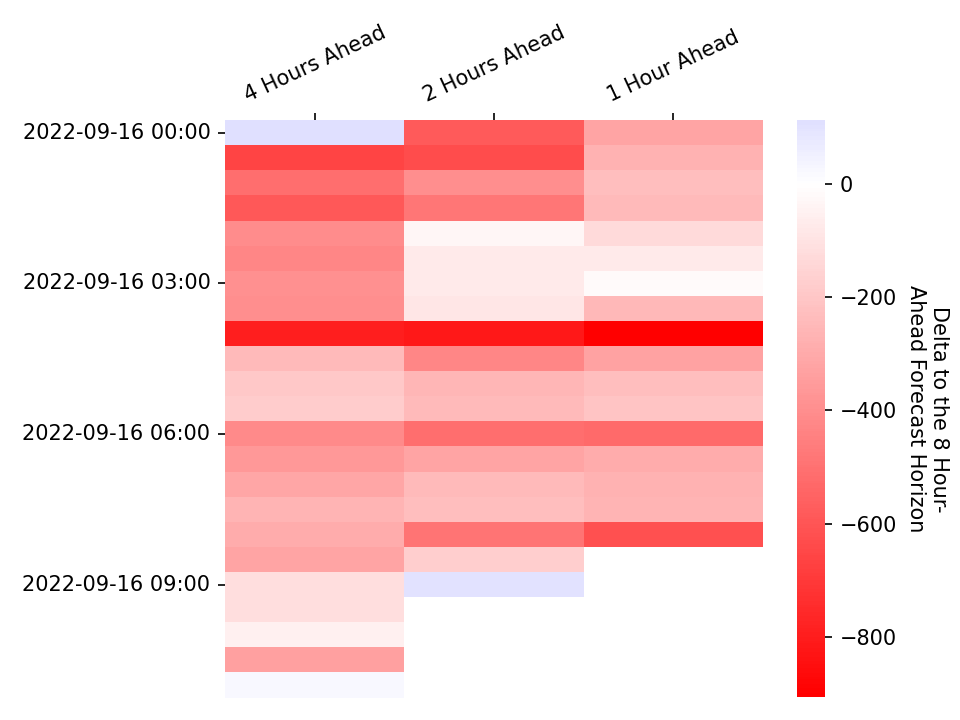 4 Hours Ahead
2 Hours Ahead
1 Hour Ahead
2022-09-16 00:00
2022-09-16 03:00
2022-09-16 06:00
2022-09-16 09:00
0
−200
−400
−600
−800
Delta to the 8 Hour-
Ahead Forecast Horizon